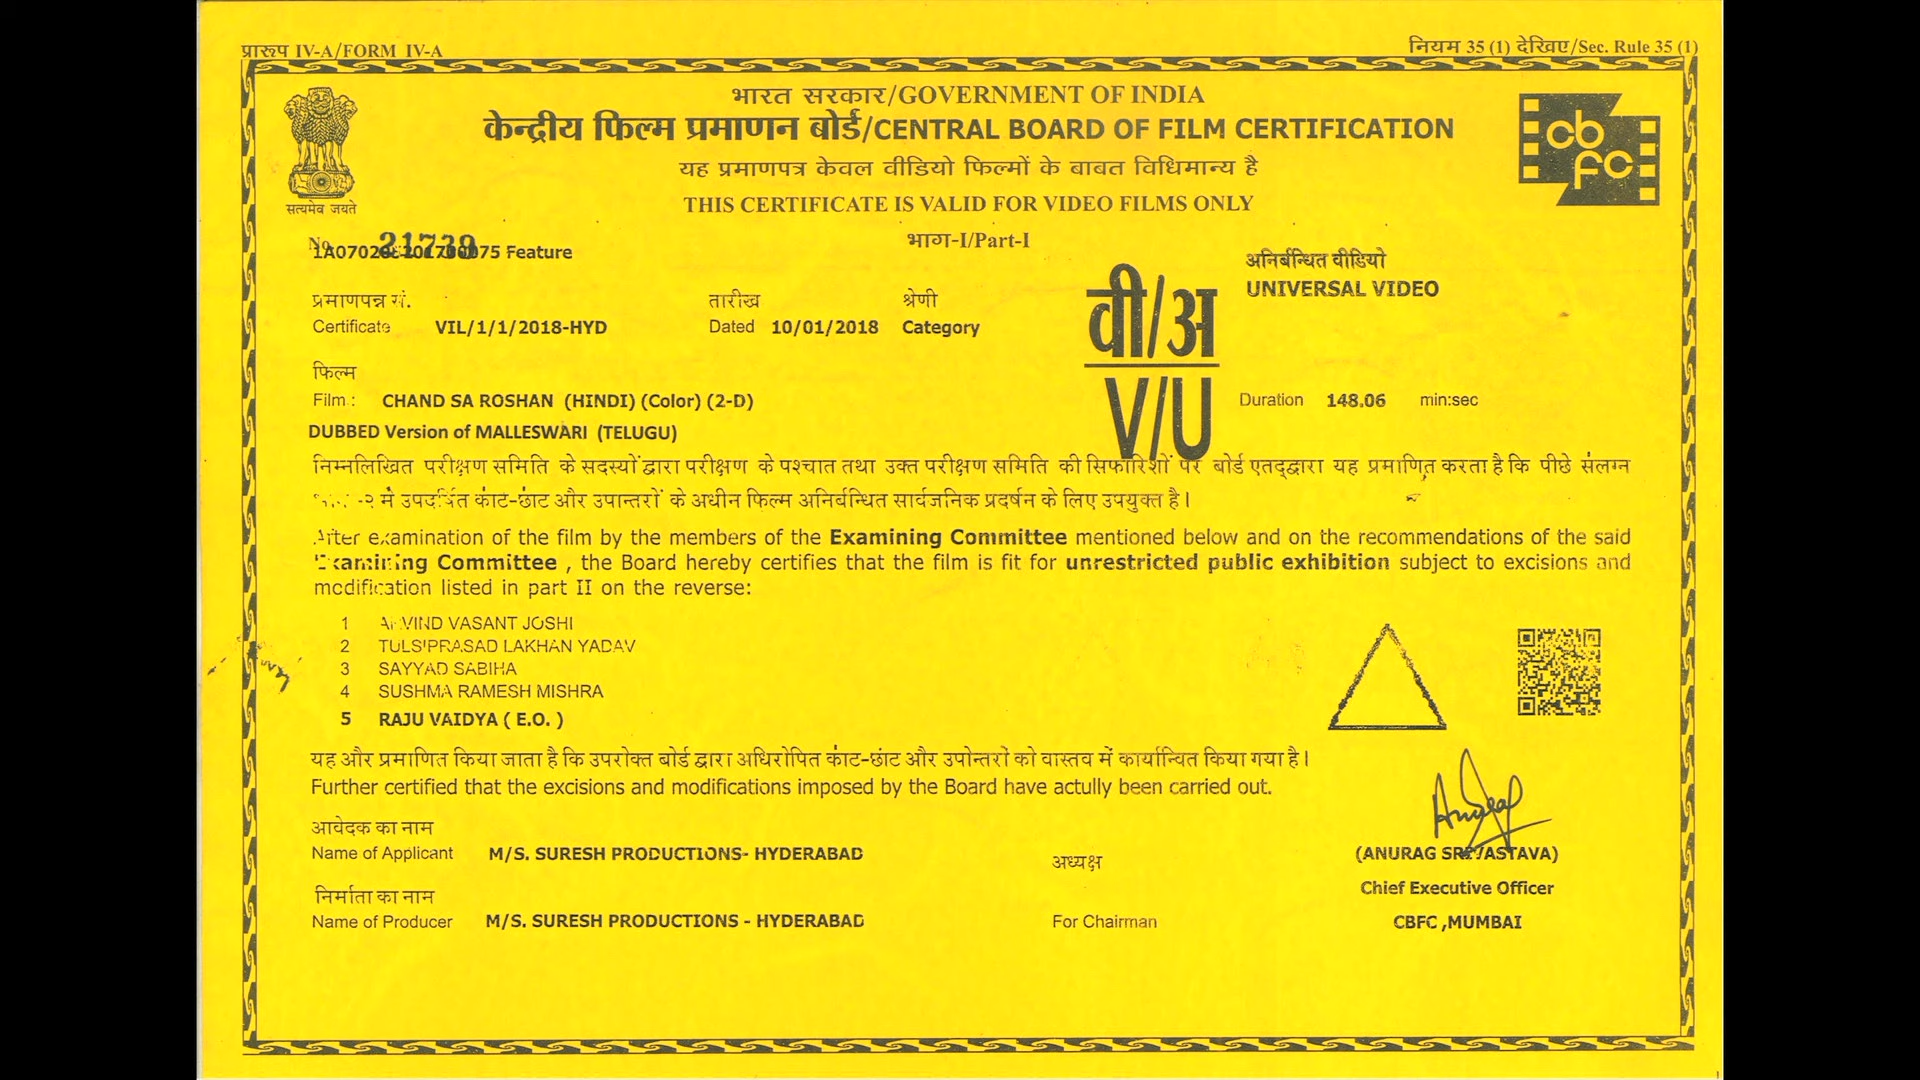 प्रारूप IV-A/FORM IV-A
नियम 35 (1) देखिए/Sec. Rule 35 (1)
भारत सरकार/GOVERNMENT OF INDIA
केन्द्रीय फिल्म प्रमाणन बोर्ड/CENTRAL BOARD OF FILM CERTIFICATION
cb
fc
यह प्रमाणपत्र केवल वीडियो फिल्मों के बाबत विधिमान्य है
THIS CERTIFICATE IS VALID FOR VIDEO FILMS ONLY
सत्यमेव जयते
भाग-I/Part-I
No. 21739
Feature
अनिर्बन्धित वीडियो
UNIVERSAL VIDEO
वी/अ
V/U
प्रमाणपत्र सं. तारीख श्रेणी
Certificate VIL/1/1/2018-HYD Dated 10/01/2018 Category
फिल्म
Film : CHAND SA ROSHAN (HINDI) (Color) (2-D) Duration 148.06 min:sec
DUBBED Version of MALLESWARI (TELUGU)
निम्नलिखित परीक्षण समिति के सदस्यों द्वारा परीक्षण के पश्चात तथा उक्त परीक्षण समिति की सिफारिशों पर बोर्ड एतद्द्वारा यह प्रमाणित करता है कि पीछे संलग्न
-२ में उपदर्शित कांट-छांट और उपान्तरों के अधीन फिल्म अनिर्बन्धित सार्वजनिक प्रदर्षन के लिए उपयुक्त है।
After examination of the film by the members of the Examining Committee mentioned below and on the recommendations of the said
Examining Committee , the Board hereby certifies that the film is fit for unrestricted public exhibition subject to excisions and
modification listed in part II on the reverse:
1 ARVIND VASANT JOSHI
2 TULSIPRASAD LAKHAN YADAV
3 SAYYAD SABIHA
4 SUSHMA RAMESH MISHRA
5 RAJU VAIDYA ( E.O. )
यह और प्रमाणित किया जाता है कि उपरोक्त बोर्ड द्वारा अधिरोपित कांट-छांट और उपोन्तरों को वास्तव में कार्यान्वित किया गया है।
Further certified that the excisions and modifications imposed by the Board have actully been carried out.
आवेदक का नाम
Name of Applicant M/S. SURESH PRODUCTIONS- HYDERABAD
अध्यक्ष
(ANURAG SRIVASTAVA)
Chief Executive Officer
निर्माता का नाम
Name of Producer M/S. SURESH PRODUCTIONS - HYDERABAD
For Chairman
CBFC ,MUMBAI